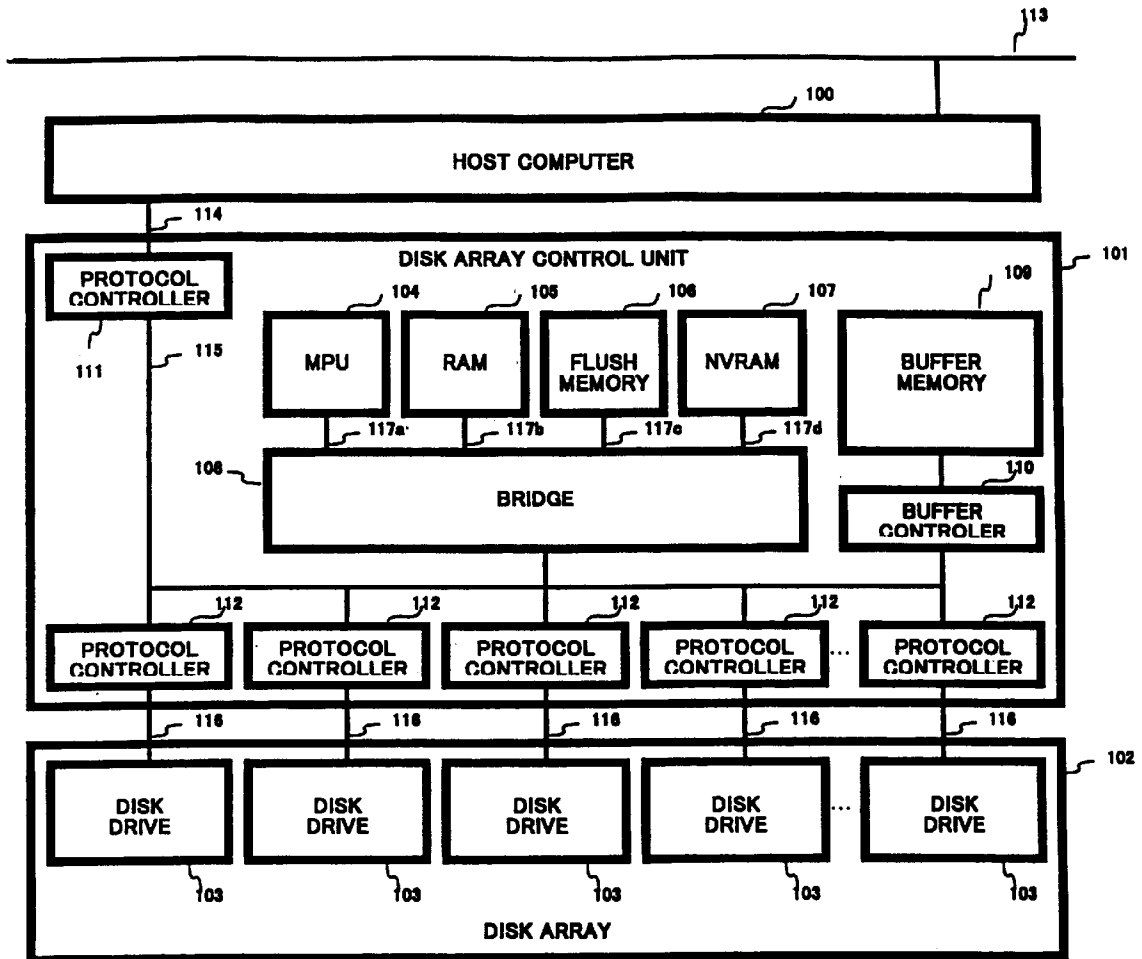 113
100
HOST COMPUTER
114
DISK ARRAY CONTROL UNIT
101
PROTOCOL
CONTROLLER
111
115
104
105
106
107
109
MPU
RAM
FLUSH
MEMORY
NVRAM
BUFFER
MEMORY
117a
117b
117c
117d
108
BRIDGE
110
BUFFER
CONTROLER
112
112
112
112
112
PROTOCOL
CONTROLLER
PROTOCOL
CONTROLLER
PROTOCOL
CONTROLLER
PROTOCOL
CONTROLLER
...
PROTOCOL
CONTROLLER
116
116
116
116
116
102
DISK
DRIVE
DISK
DRIVE
DISK
DRIVE
DISK
DRIVE
...
DISK
DRIVE
103
103
103
103
103
DISK ARRAY